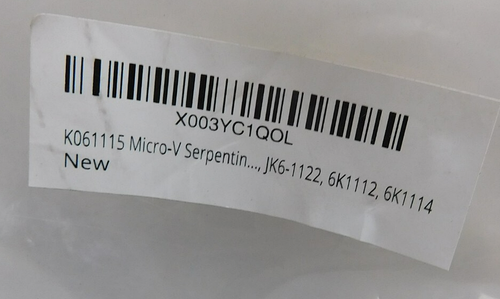 X003YC1QOL
K061115 Micro-V Serpentin..., JK6-1122, 6K1112, 6K1114
New